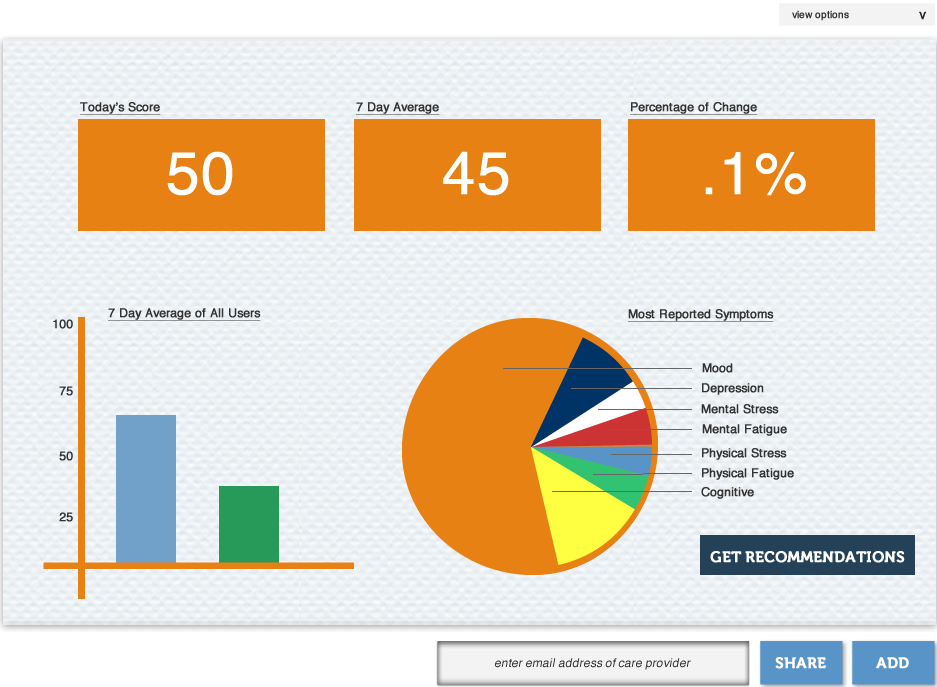 view options v
Today's Score
7 Day Average
Percentage of Change
50
45
.1%
7 Day Average of All Users
100
75
50
25
Most Reported Symptoms
Mood
Depression
Mental Stress
Mental Fatigue
Physical Stress
Physical Fatigue
Cognitive
GET RECOMMENDATIONS
enter email address of care provider
SHARE
ADD